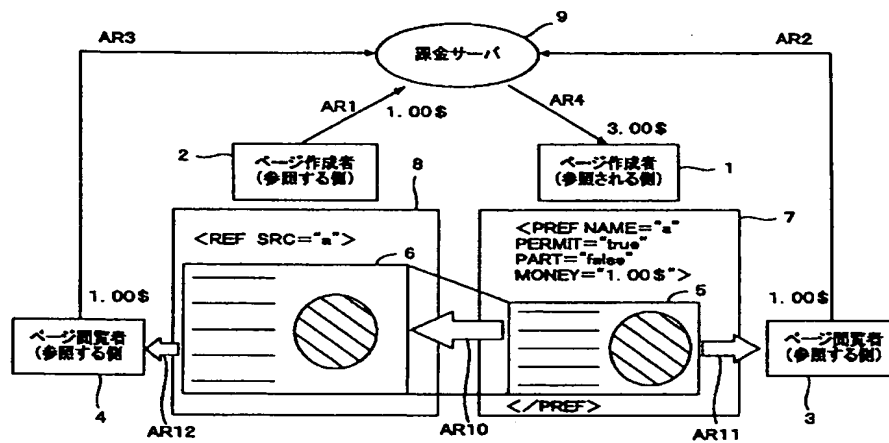 9
AR3
AR2
課金サーバ
AR1
1.00$
AR4
3.00$
2
ページ作成者
(参照する側)
8
ページ作成者
(参照される側)
1
7
<REF SRC="a">
6
<PREF NAME="a"
PERMIT="true"
PART="false"
MONEY="1.00$">
5
1.00$
1.00$
ページ閲覧者
(参照する側
ページ閲覧者
(参照する側)
4
AR12
AR10
</PREF>
AR11
3